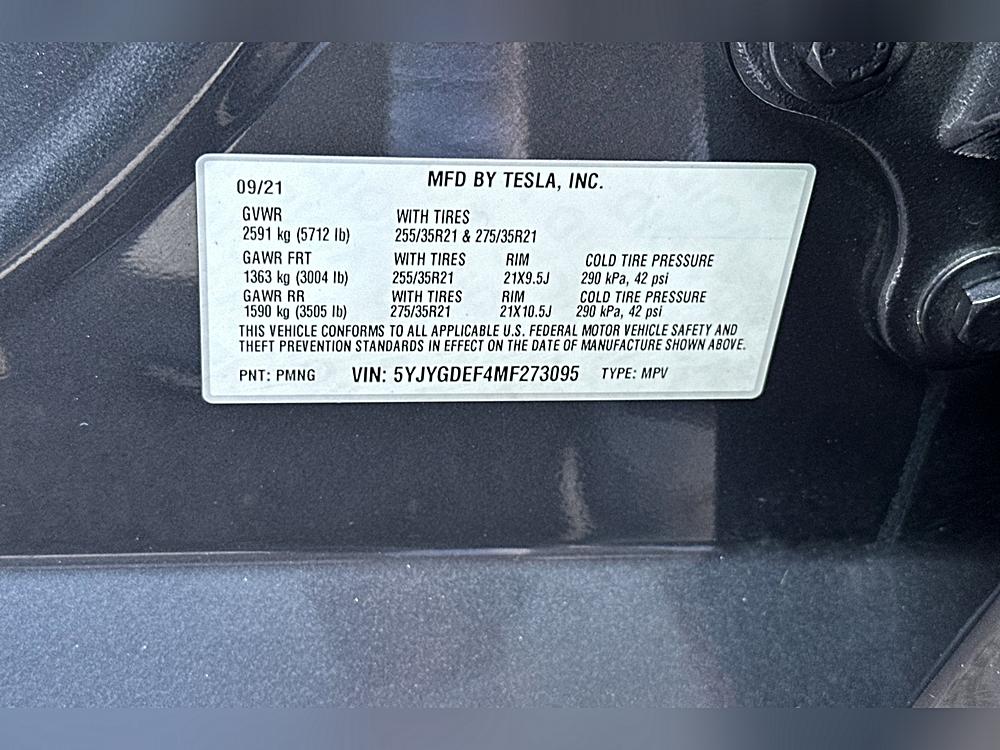 09/21 MFD BY TESLA, INC.
GVWR WITH TIRES
2591 kg (5712 lb) 255/35R21 & 275/35R21
GAWR FRT WITH TIRES RIM COLD TIRE PRESSURE
1363 kg (3004 lb) 255/35R21 21X9.5J 290 kPa, 42 psi
GAWR RR WITH TIRES RIM COLD TIRE PRESSURE
1590 kg (3505 lb) 275/35R21 21X10.5J 290 kPa, 42 psi
THIS VEHICLE CONFORMS TO ALL APPLICABLE U.S. FEDERAL MOTOR VEHICLE SAFETY AND
THEFT PREVENTION STANDARDS IN EFFECT ON THE DATE OF MANUFACTURE SHOWN ABOVE.
PNT: PMNG VIN: 5YJYGDEF4MF273095 TYPE: MPV